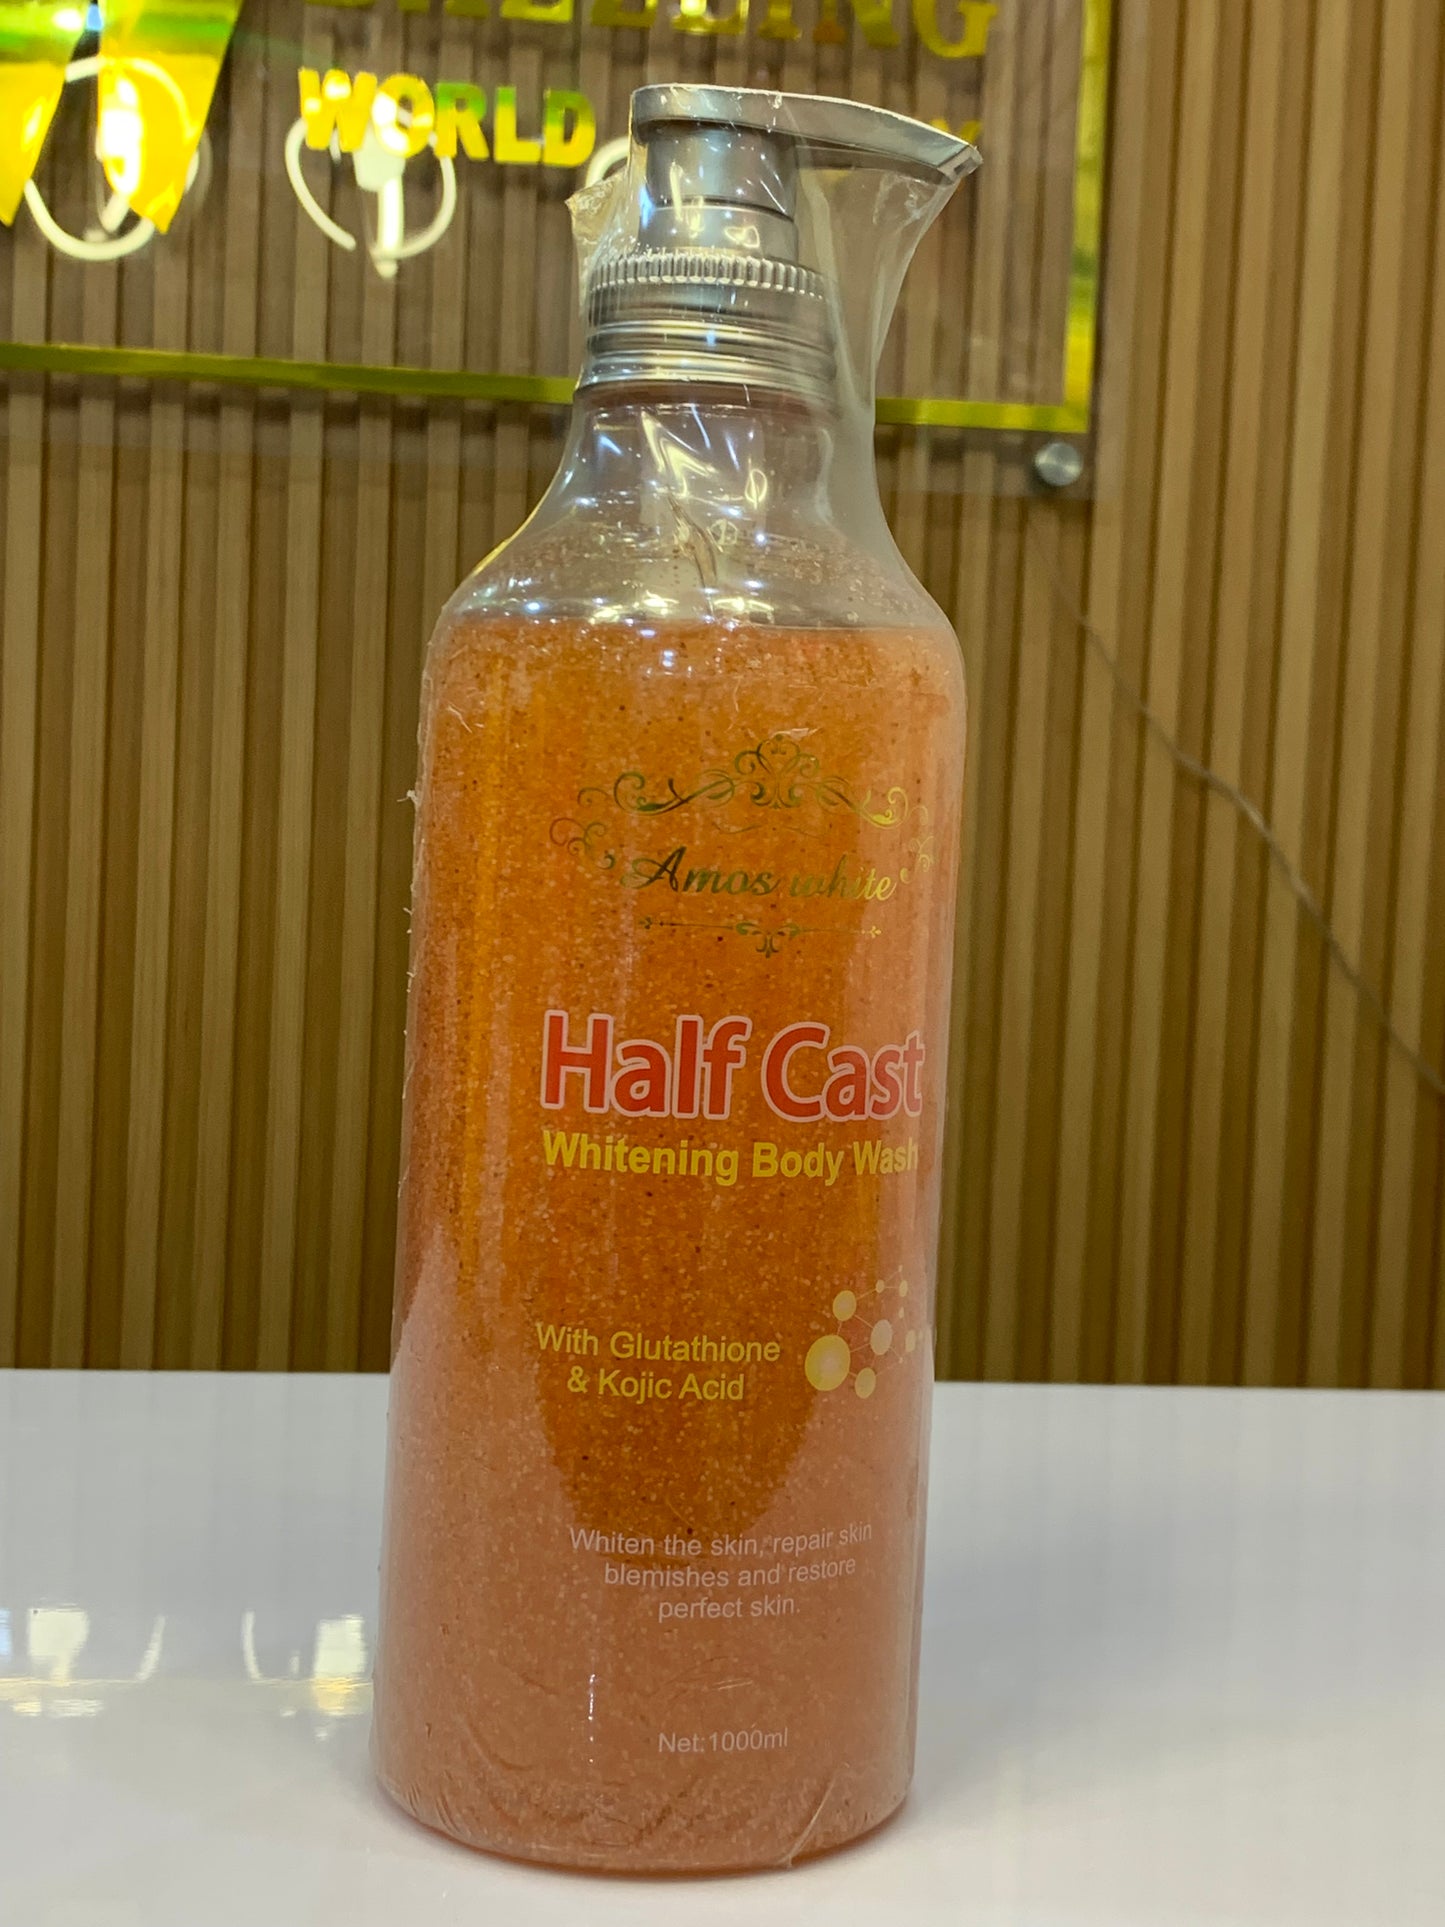 WORLD
Amos white
Half Cast
Whitening Body Wash
With Glutathione
& Kojic Acid
Whiten the skin, repair skin
blemishes and restore
perfect skin.
Net:1000ml